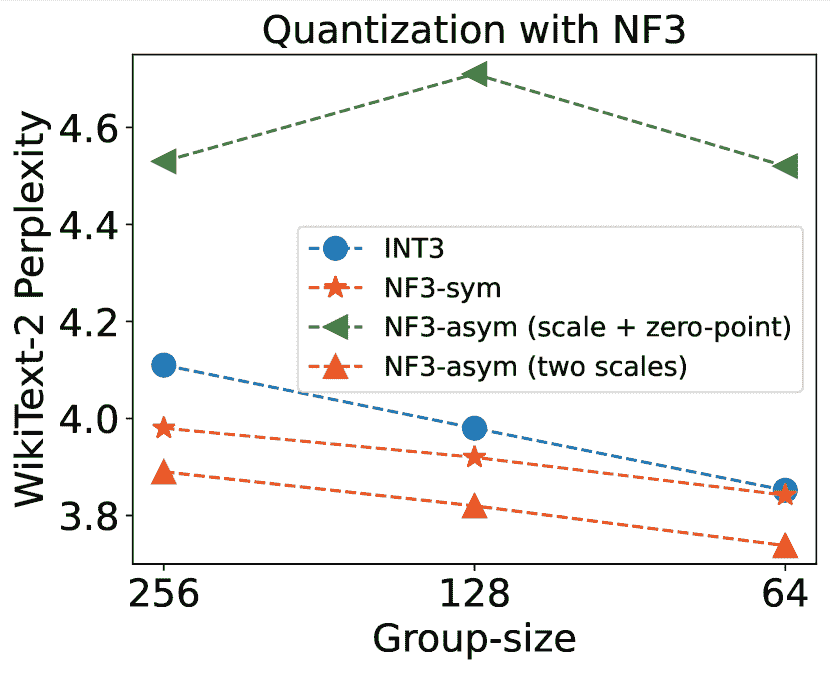 Quantization with NF3
WikiText-2 Perplexity
4.6
4.4
4.2
4.0
3.8
INT3
NF3-sym
NF3-asym (scale + zero-point)
NF3-asym (two scales)
256 128 64
Group-size